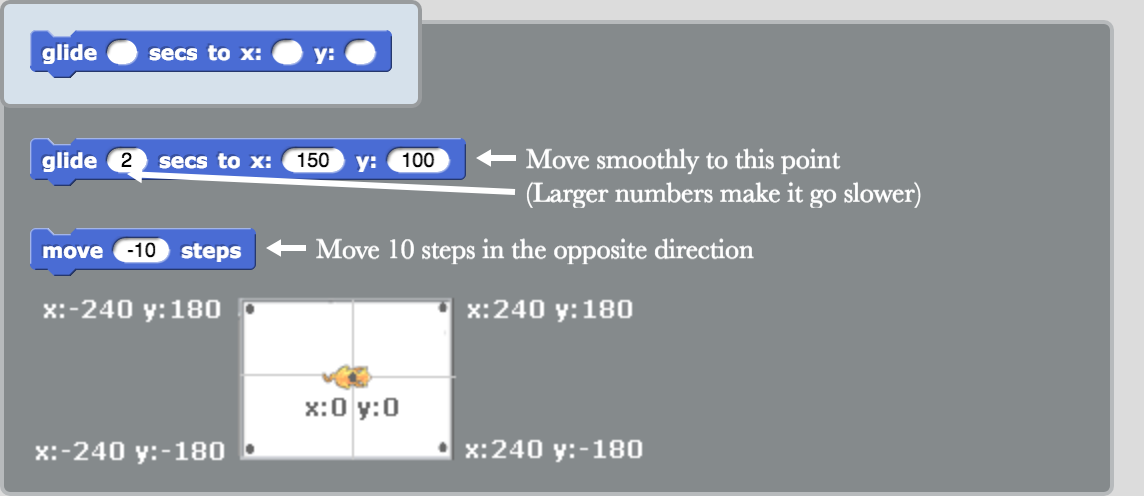 glide secs to x: y:
glide 2 secs to x: 150 y: 100
Move smoothly to this point
(Larger numbers make it go slower)
move -10 steps
Move 10 steps in the opposite direction
x:-240 y:180
x:240 y:180
x:0 y:0
x:-240 y:-180
x:240 y:-180